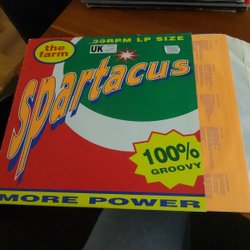 33RPM LP SIZE
the
farm
UK
spartacus
100%
GROOVY
MORE POWER